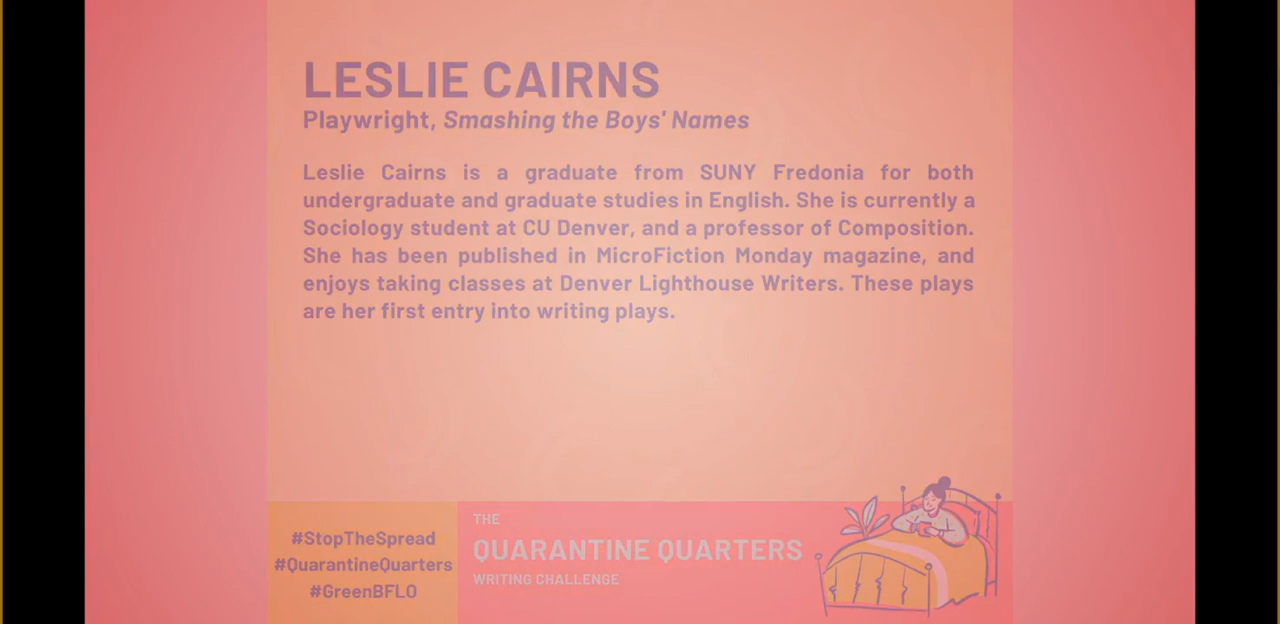 LESLIE CAIRNS
Playwright, Smashing the Boys' Names
Leslie Cairns is a graduate from SUNY Fredonia for both
undergraduate and graduate studies in English. She is currently a
Sociology student at CU Denver, and a professor of Composition.
She has been published in MicroFiction Monday magazine, and
enjoys taking classes at Denver Lighthouse Writers. These plays
are her first entry into writing plays.
#StopTheSpread
#QuarantineQuarters
#GreenBFLO
THE
QUARANTINE QUARTERS
WRITING CHALLENGE